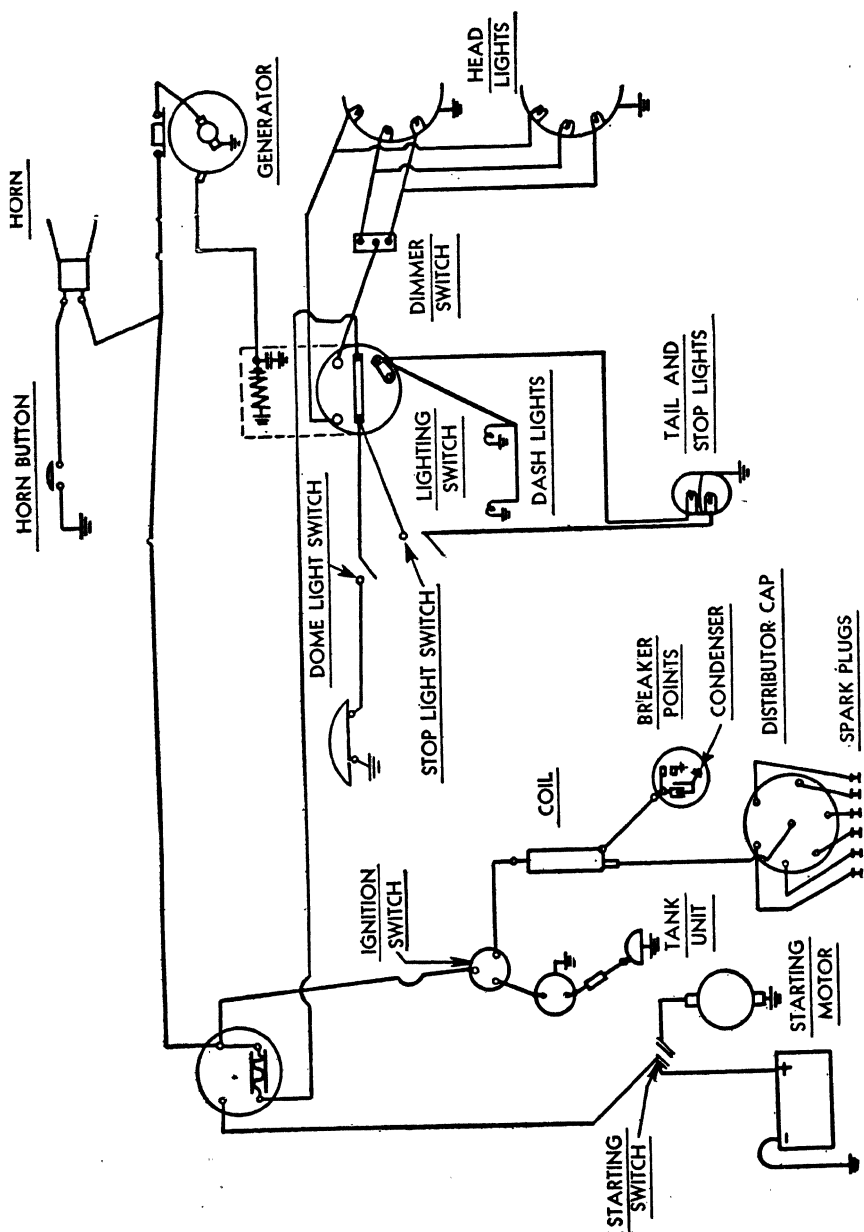 HORN
HORN BUTTON
GENERATOR
HEAD
LIGHTS
DIMMER
SWITCH
LIGHTING
SWITCH
DASH LIGHTS
TAIL AND
STOP LIGHTS
DOME LIGHT SWITCH
STOP LIGHT SWITCH
BREAKER
POINTS
CONDENSER
DISTRIBUTOR CAP
SPARK PLUGS
COIL
IGNITION
SWITCH
TANK
UNIT
STARTING
MOTOR
STARTING
SWITCH
+
-